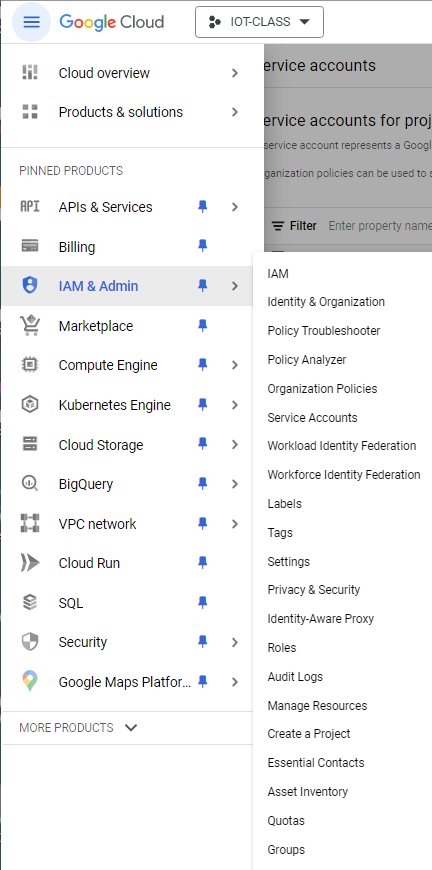 Google Cloud
IOT-CLASS
Cloud overview
Products & solutions
PINNED PRODUCTS
API APIs & Services
Billing
IAM & Admin
Marketplace
Compute Engine
Kubernetes Engine
Cloud Storage
BigQuery
VPC network
Cloud Run
SQL
Security
Google Maps Platfor...
MORE PRODUCTS
ervice accounts
ervice accounts for proj
service account represents a Googl
ganization policies can be used to s
Filter Enter property name
IAM
Identity & Organization
Policy Troubleshooter
Policy Analyzer
Organization Policies
Service Accounts
Workload Identity Federation
Workforce Identity Federation
Labels
Tags
Settings
Privacy & Security
Identity-Aware Proxy
Roles
Audit Logs
Manage Resources
Create a Project
Essential Contacts
Asset Inventory
Quotas
Groups